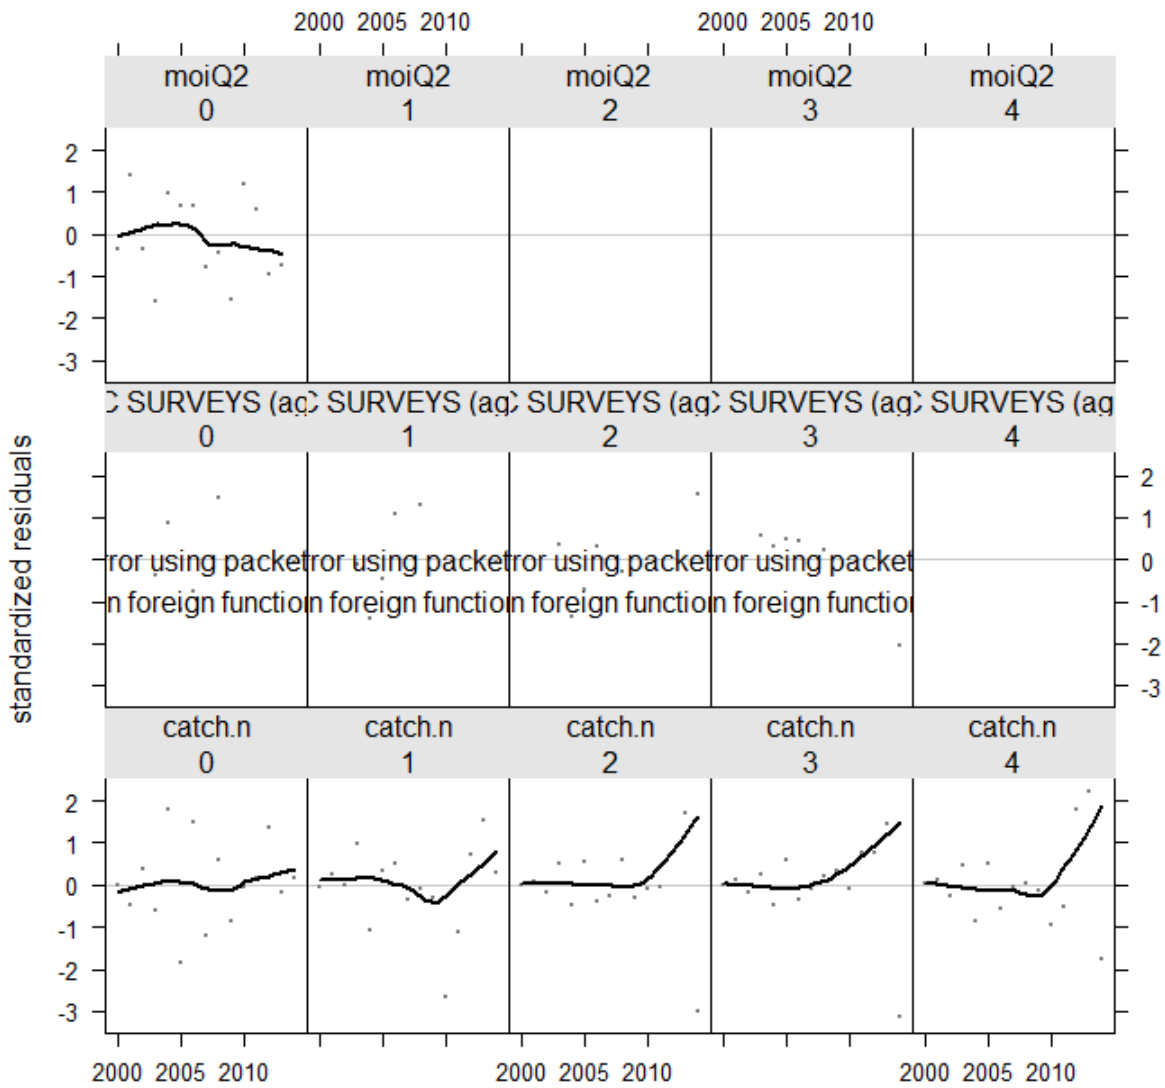 2000 2005 2010 2000 2005 2010
moiQ2 moiQ2 moiQ2 moiQ2 moiQ2
0 1 2 3 4
2
1
0
-1
-2
-3
C SURVEYS (ag C SURVEYS (ag C SURVEYS (ag C SURVEYS (ag C SURVEYS (ag
0 1 2 3 4
standardized residuals
2
1
0
-1
-2
-3
ror using packet ror using packet ror using packet ror using packet
n foreign function n foreign function n foreign function n foreign function
catch.n catch.n catch.n catch.n catch.n
0 1 2 3 4
2
1
0
-1
-2
-3
2000 2005 2010 2000 2005 2010 2000 2005 2010